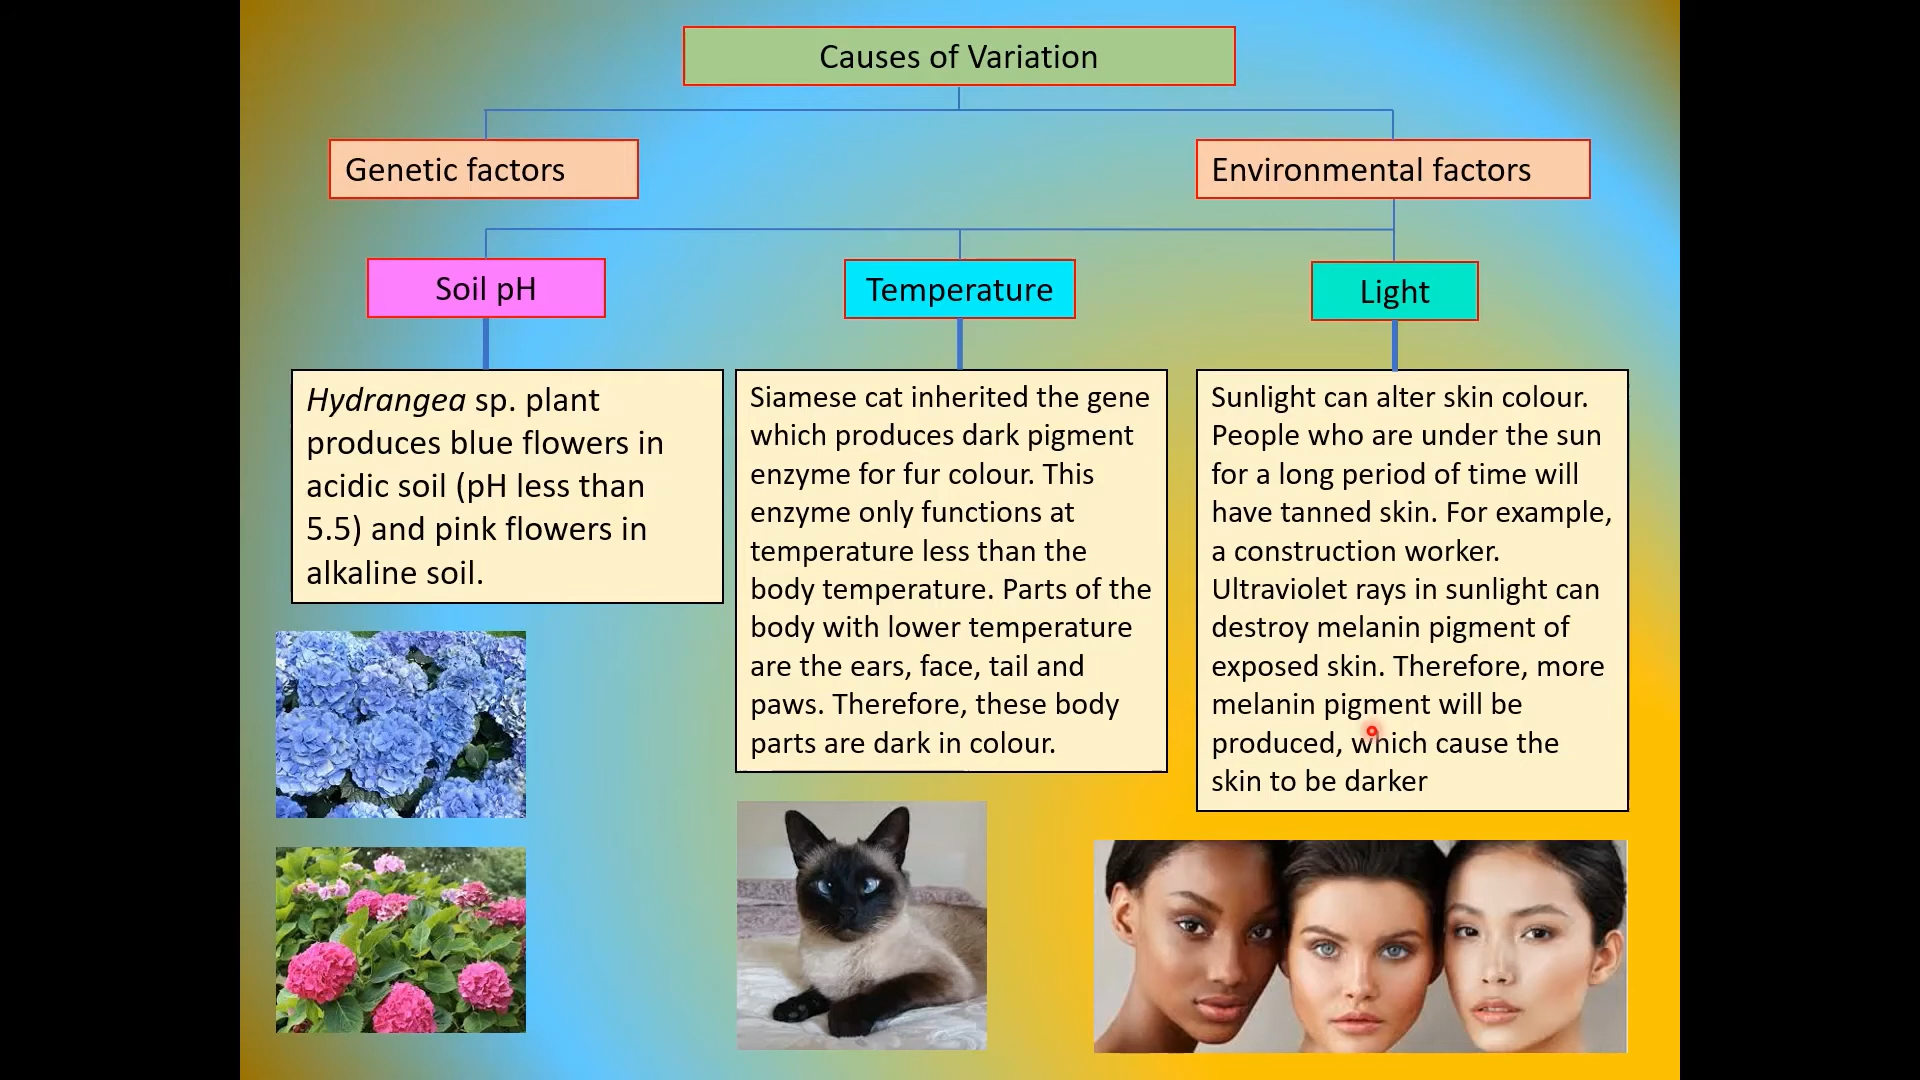 Causes of Variation
Genetic factors
Environmental factors
Soil pH
Temperature
Light
Hydrangea sp. plant
produces blue flowers in
acidic soil (pH less than
5.5) and pink flowers in
alkaline soil.
Siamese cat inherited the gene
which produces dark pigment
enzyme for fur colour. This
enzyme only functions at
temperature less than the
body temperature. Parts of the
body with lower temperature
are the ears, face, tail and
paws. Therefore, these body
parts are dark in colour.
Sunlight can alter skin colour.
People who are under the sun
for a long period of time will
have tanned skin. For example,
a construction worker.
Ultraviolet rays in sunlight can
destroy melanin pigment of
exposed skin. Therefore, more
melanin pigment will be
produced, which cause the
skin to be darker